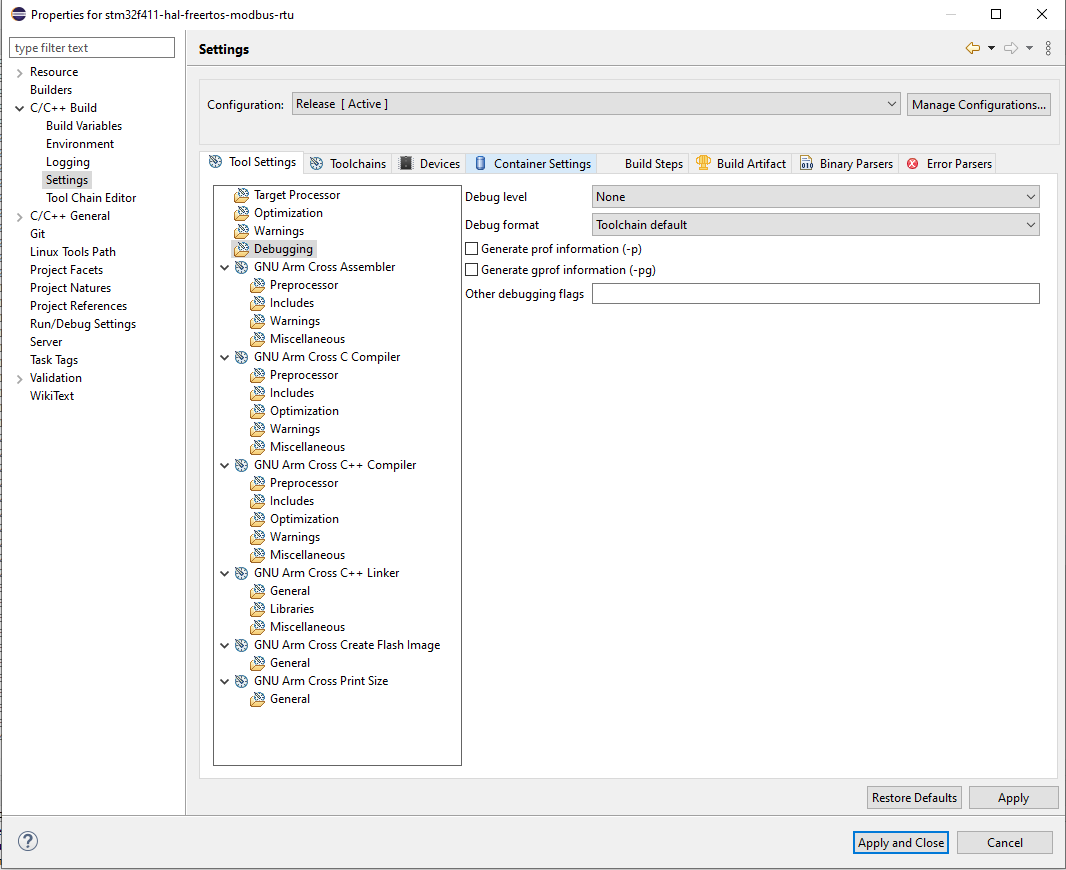 Properties for stm32f411-hal-freertos-modbus-rtu
type filter text
Resource
Builders
C/C++ Build
Build Variables
Environment
Logging
Settings
Tool Chain Editor
C/C++ General
Git
Linux Tools Path
Project Facets
Project Natures
Project References
Run/Debug Settings
Server
Task Tags
Validation
WikiText
Settings
Configuration:
Release [ Active ]
Manage Configurations...
Tool Settings
Toolchains
Devices
Container Settings
Build Steps
Build Artifact
Binary Parsers
Error Parsers
Target Processor
Optimization
Warnings
Debugging
GNU Arm Cross Assembler
Preprocessor
Includes
Warnings
Miscellaneous
GNU Arm Cross C Compiler
Preprocessor
Includes
Optimization
Warnings
Miscellaneous
GNU Arm Cross C++ Compiler
Preprocessor
Includes
Optimization
Warnings
Miscellaneous
GNU Arm Cross C++ Linker
General
Libraries
Miscellaneous
GNU Arm Cross Create Flash Image
General
GNU Arm Cross Print Size
General
Debug level
None
Debug format
Toolchain default
Generate prof information (-p)
Generate gprof information (-pg)
Other debugging flags
Restore Defaults
Apply
?
Apply and Close
Cancel